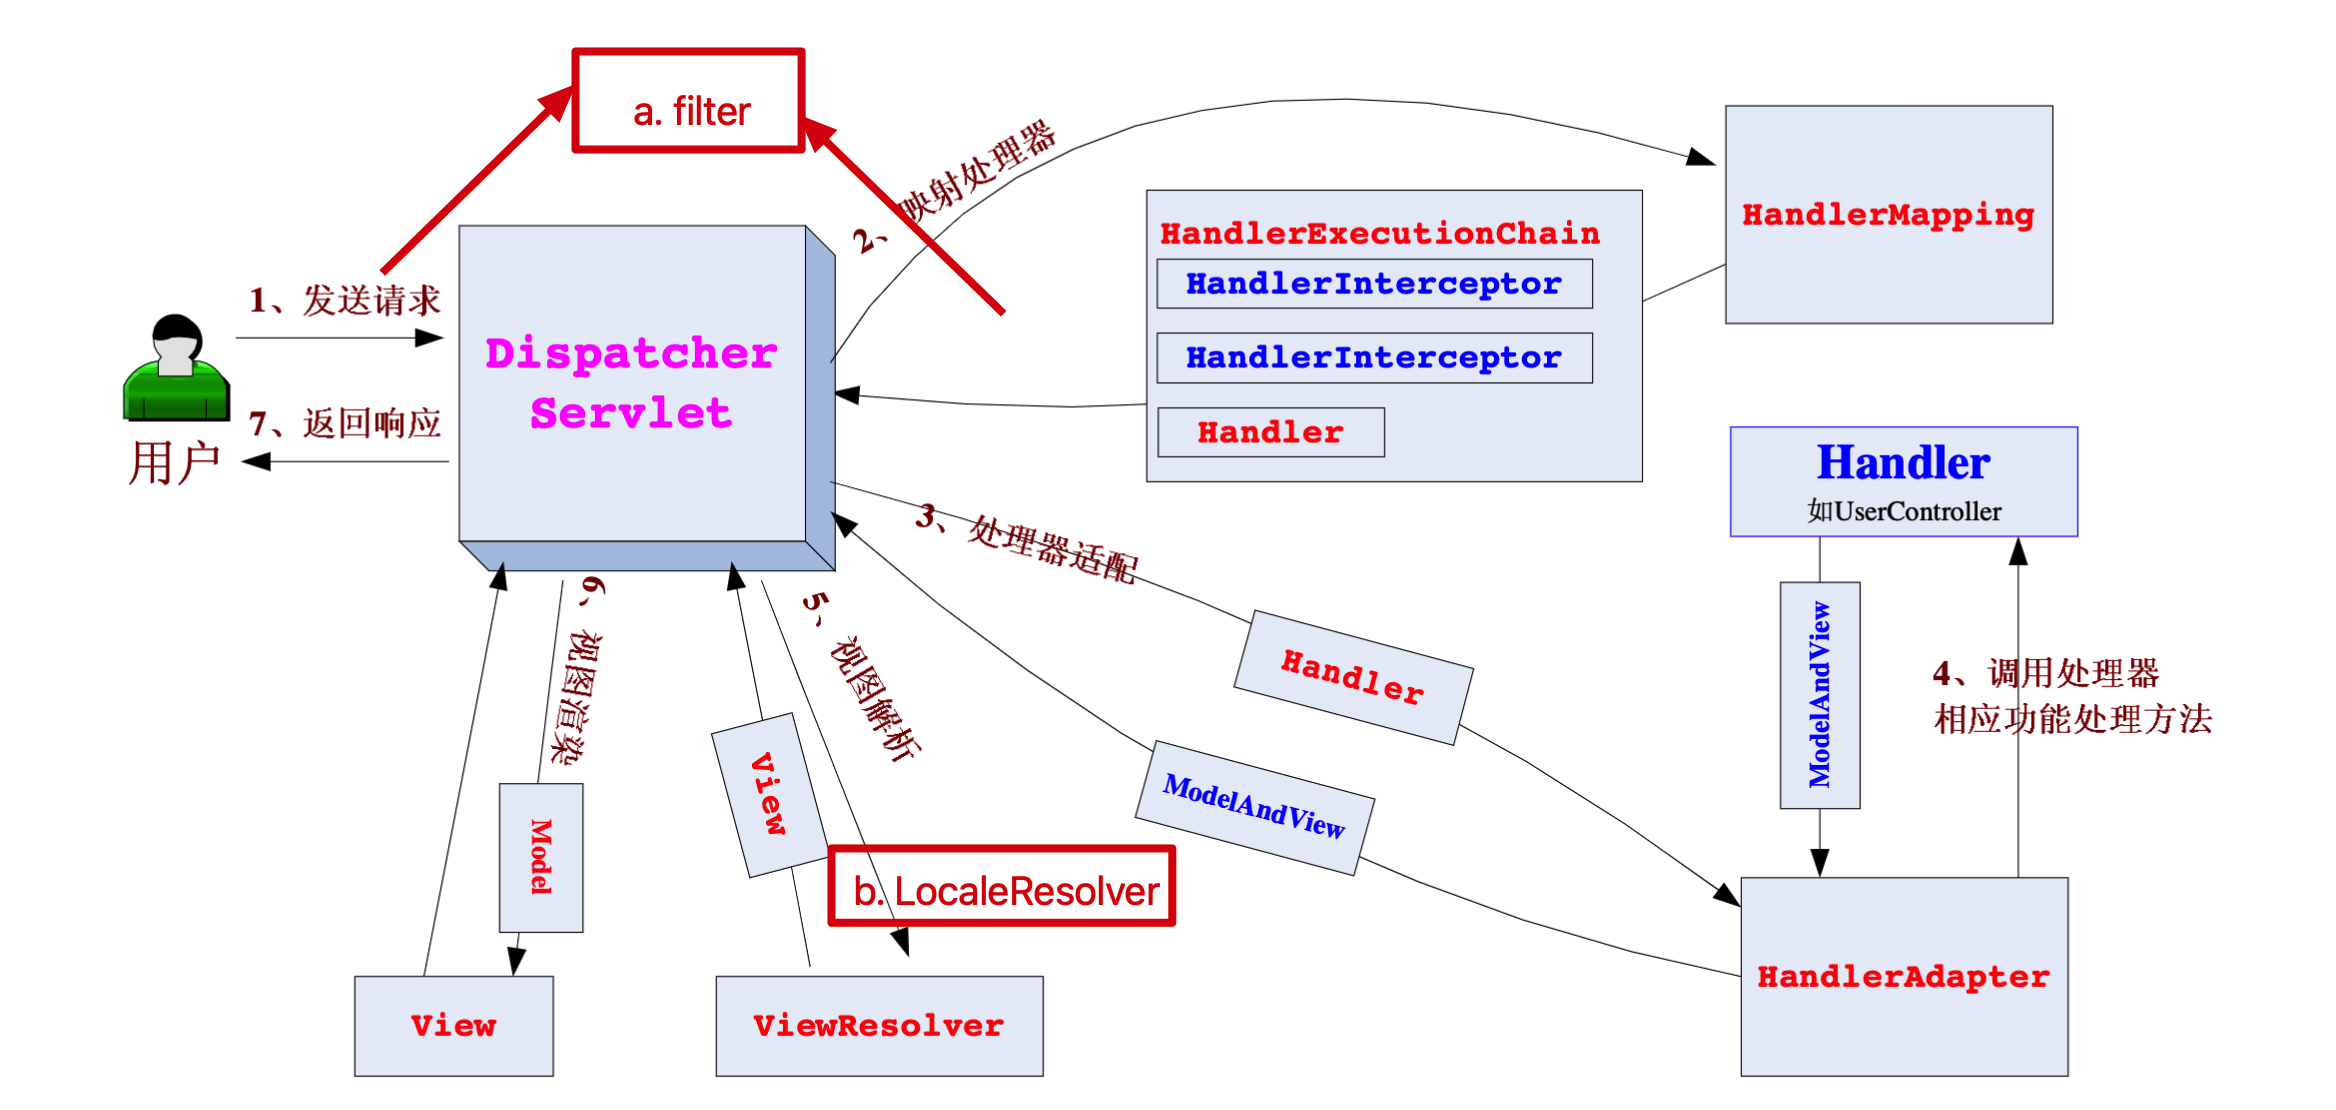 a. filter
2、映射处理器
HandlerMapping
HandlerExecutionChain
HandlerInterceptor
HandlerInterceptor
Handler
1、发送请求
Dispatcher
Servlet
7、返回响应
用户
Handler
如UserController
3、处理器适配
Handler
ModelAndView
ModelAndView
4、调用处理器
相应功能处理方法
6、视图渲染
5、视图解析
Model
View
b. LocaleResolver
View
ViewResolver
HandlerAdapter